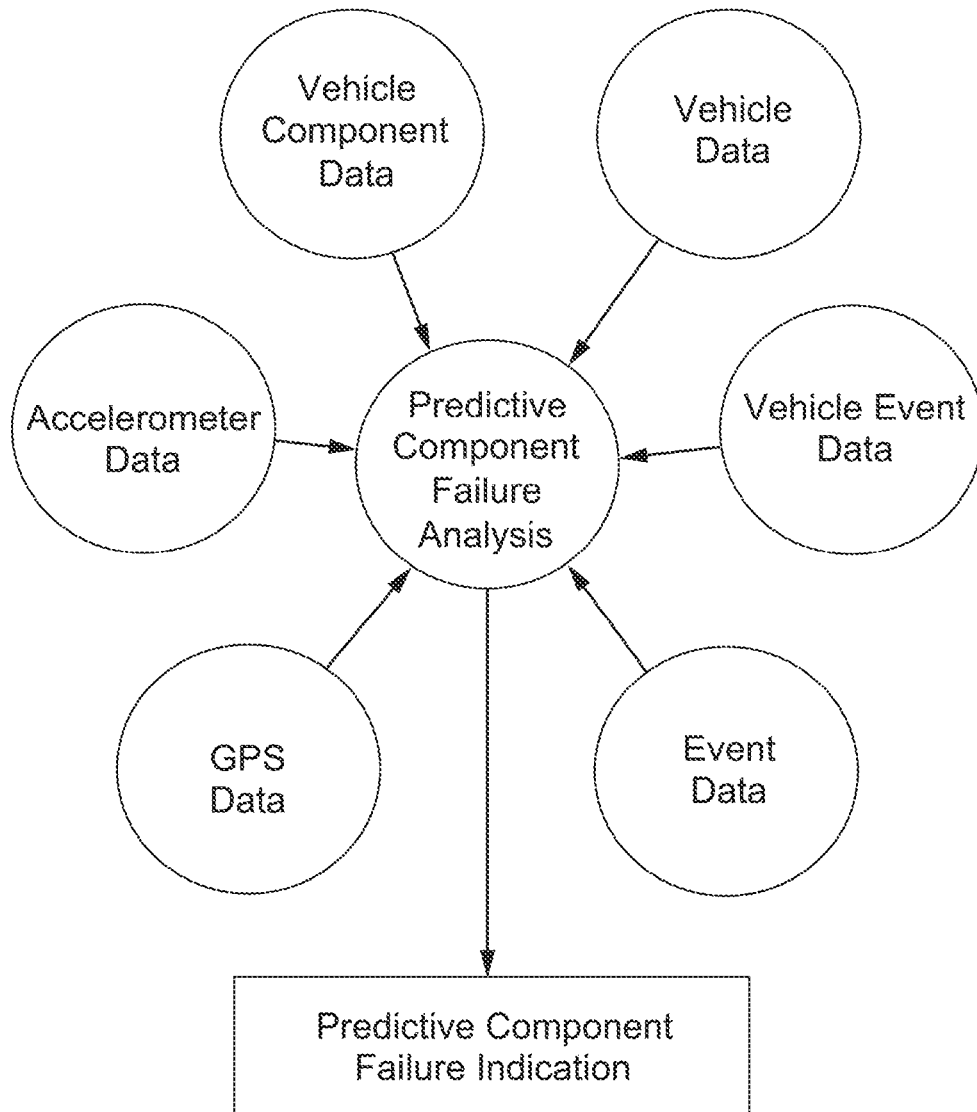 Vehicle
Component
Data
Vehicle
Data
Accelerometer
Data
Predictive
Component
Failure
Analysis
Vehicle Event
Data
GPS
Data
Event
Data
Predictive Component
Failure Indication